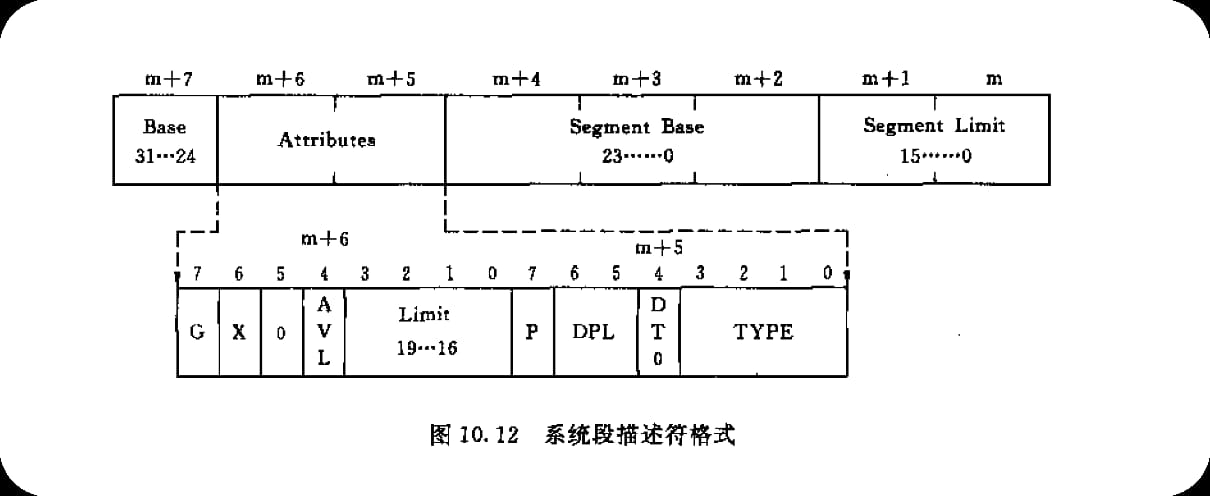 m+7 m+6 m+5 m+4 m+3 m+2 m+1 m
Base Attributes Segment Base Segment Limit
31…24 23……0 15……0
m+6 m+5
7 6 5 4 3 2 1 0 7 6 5 4 3 2 1 0
G X 0 AVL Limit P DPL DT0 TYPE
19…16
图 10.12 系统段描述符格式